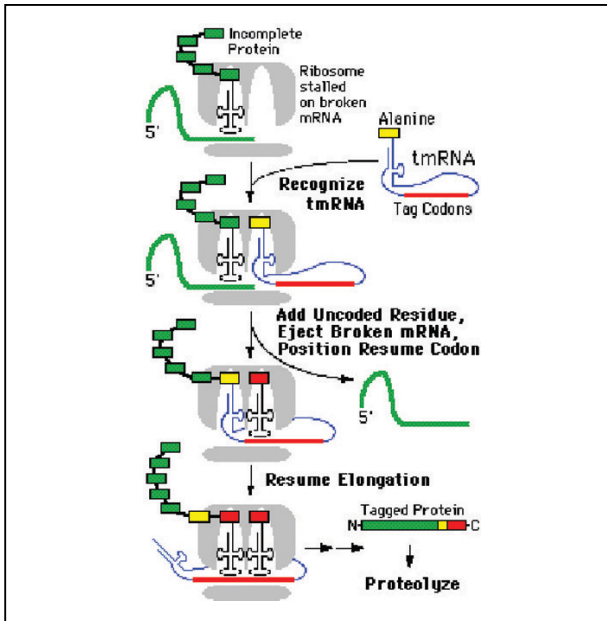 Incomplete
Protein
Ribosome
stalled
on broken
mRNA
5'
Alanine
tmRNA
Tag Codons
Recognize
tmRNA
5'
Add Uncoded Residue,
Eject Broken mRNA,
Position Resume Codon
5'
Resume Elongation
Tagged Protein
N
C
Proteolyze